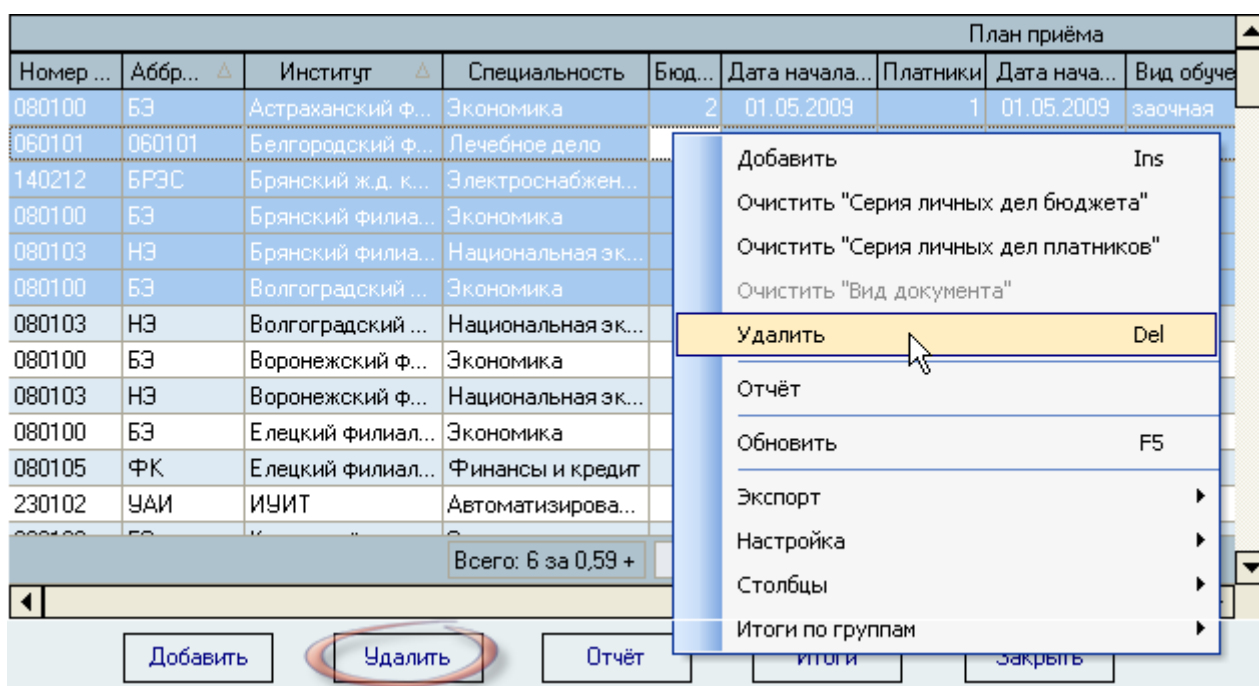 План приёма
Номер ... Аббр... Институт Специальность Бюд... Дата начала... Платники Дата нача... Вид обуче
080100 БЭ Астраханский ф... Экономика 2 01.05.2009 1 01.05.2009 заочная
060101 060101 Белгородский ф... Лечебное дело
140212 БРЭС Брянский ж.д. к... Электроснабжен...
080100 БЭ Брянский филиа... Экономика
080103 НЭ Брянский филиа... Национальная эк...
080100 БЭ Волгоградский ... Экономика
080103 НЭ Волгоградский ... Национальная эк...
080100 БЭ Воронежский ф... Экономика
080103 НЭ Воронежский ф... Национальная эк...
080100 БЭ Елецкий филиал... Экономика
080105 ФК Елецкий филиал... Финансы и кредит
230102 УАИ ИУИТ Автоматизирова...
Всего: 6 за 0,59 +
Добавить Ins
Очистить "Серия личных дел бюджета"
Очистить "Серия личных дел платников"
Очистить "Вид документа"
Удалить Del
Отчёт
Обновить F5
Экспорт
Настройка
Столбцы
Итоги по группам
Добавить Удалить Отчёт Итоги Закрыть